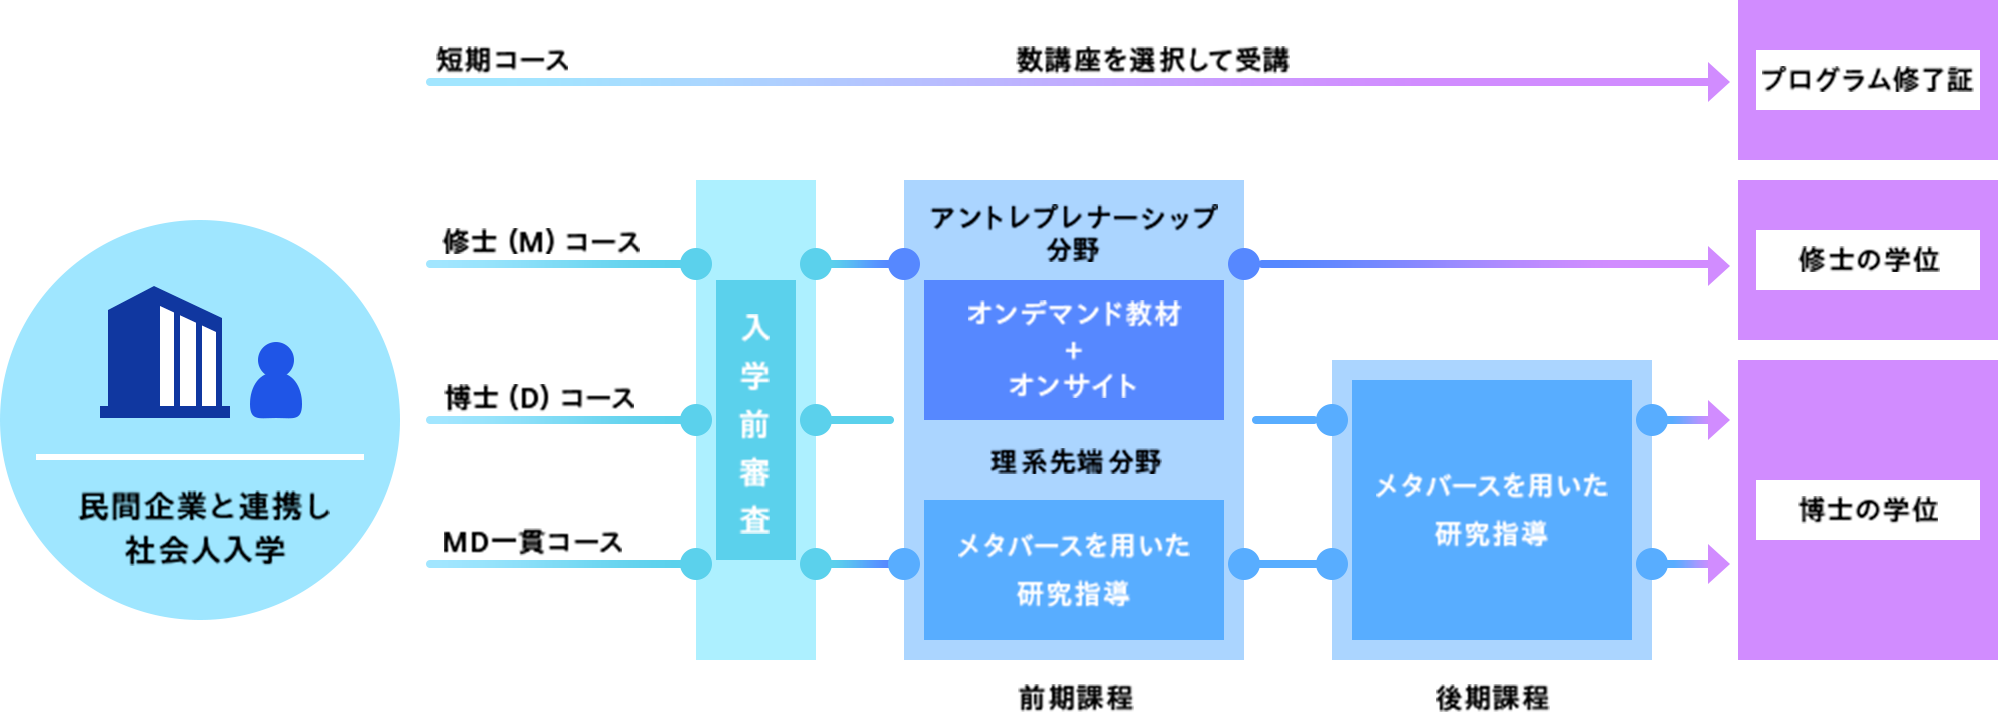 短期コース
数講座を選択して受講
プログラム修了証
修士（M）コース
アントレプレナーシップ
分野
修士の学位
オンデマンド教材
+
オンサイト
入学前審査
博士（D）コース
理系先端分野
メタバースを用いた
研究指導
博士の学位
民間企業と連携し
社会人入学
MD一貫コース
メタバースを用いた
研究指導
前期課程
後期課程